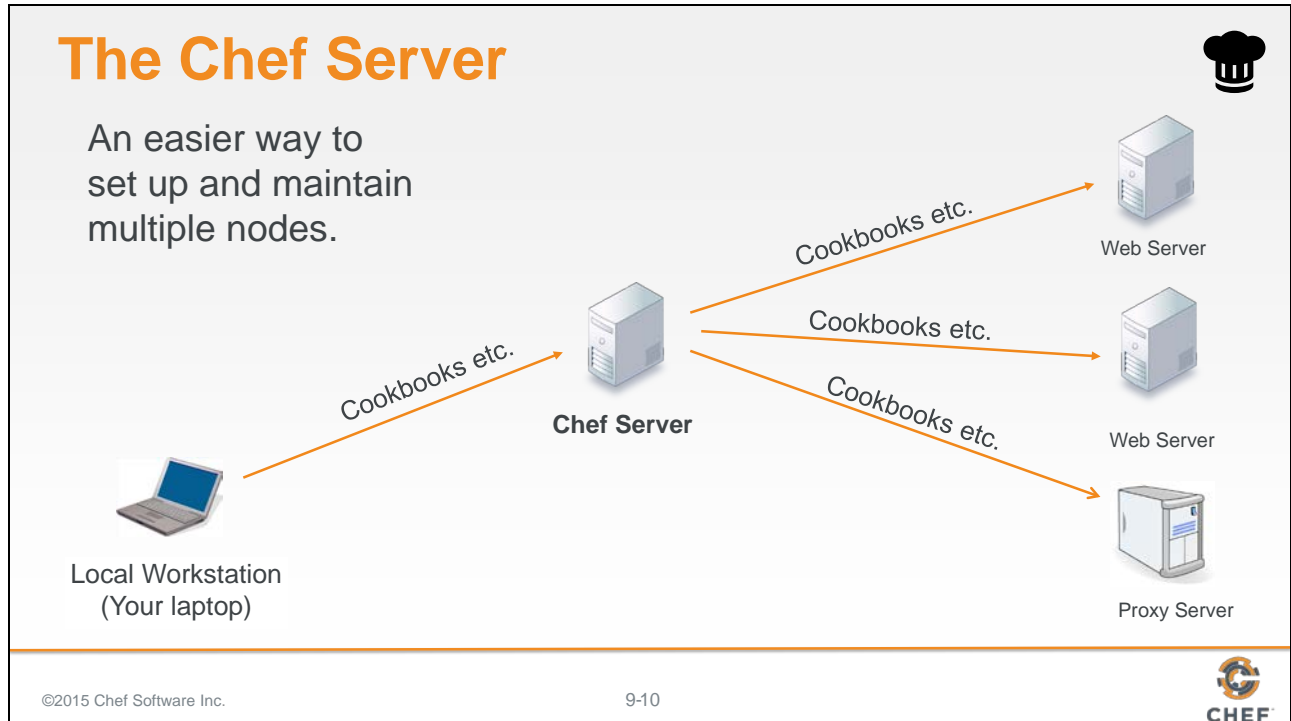 The Chef Server
An easier way to
set up and maintain
multiple nodes.
Cookbooks etc.
Web Server
Cookbooks etc.
Cookbooks etc.
Cookbooks etc.
Chef Server
Web Server
Local Workstation
(Your laptop)
Proxy Server
©2015 Chef Software Inc.
9-10
CHEF